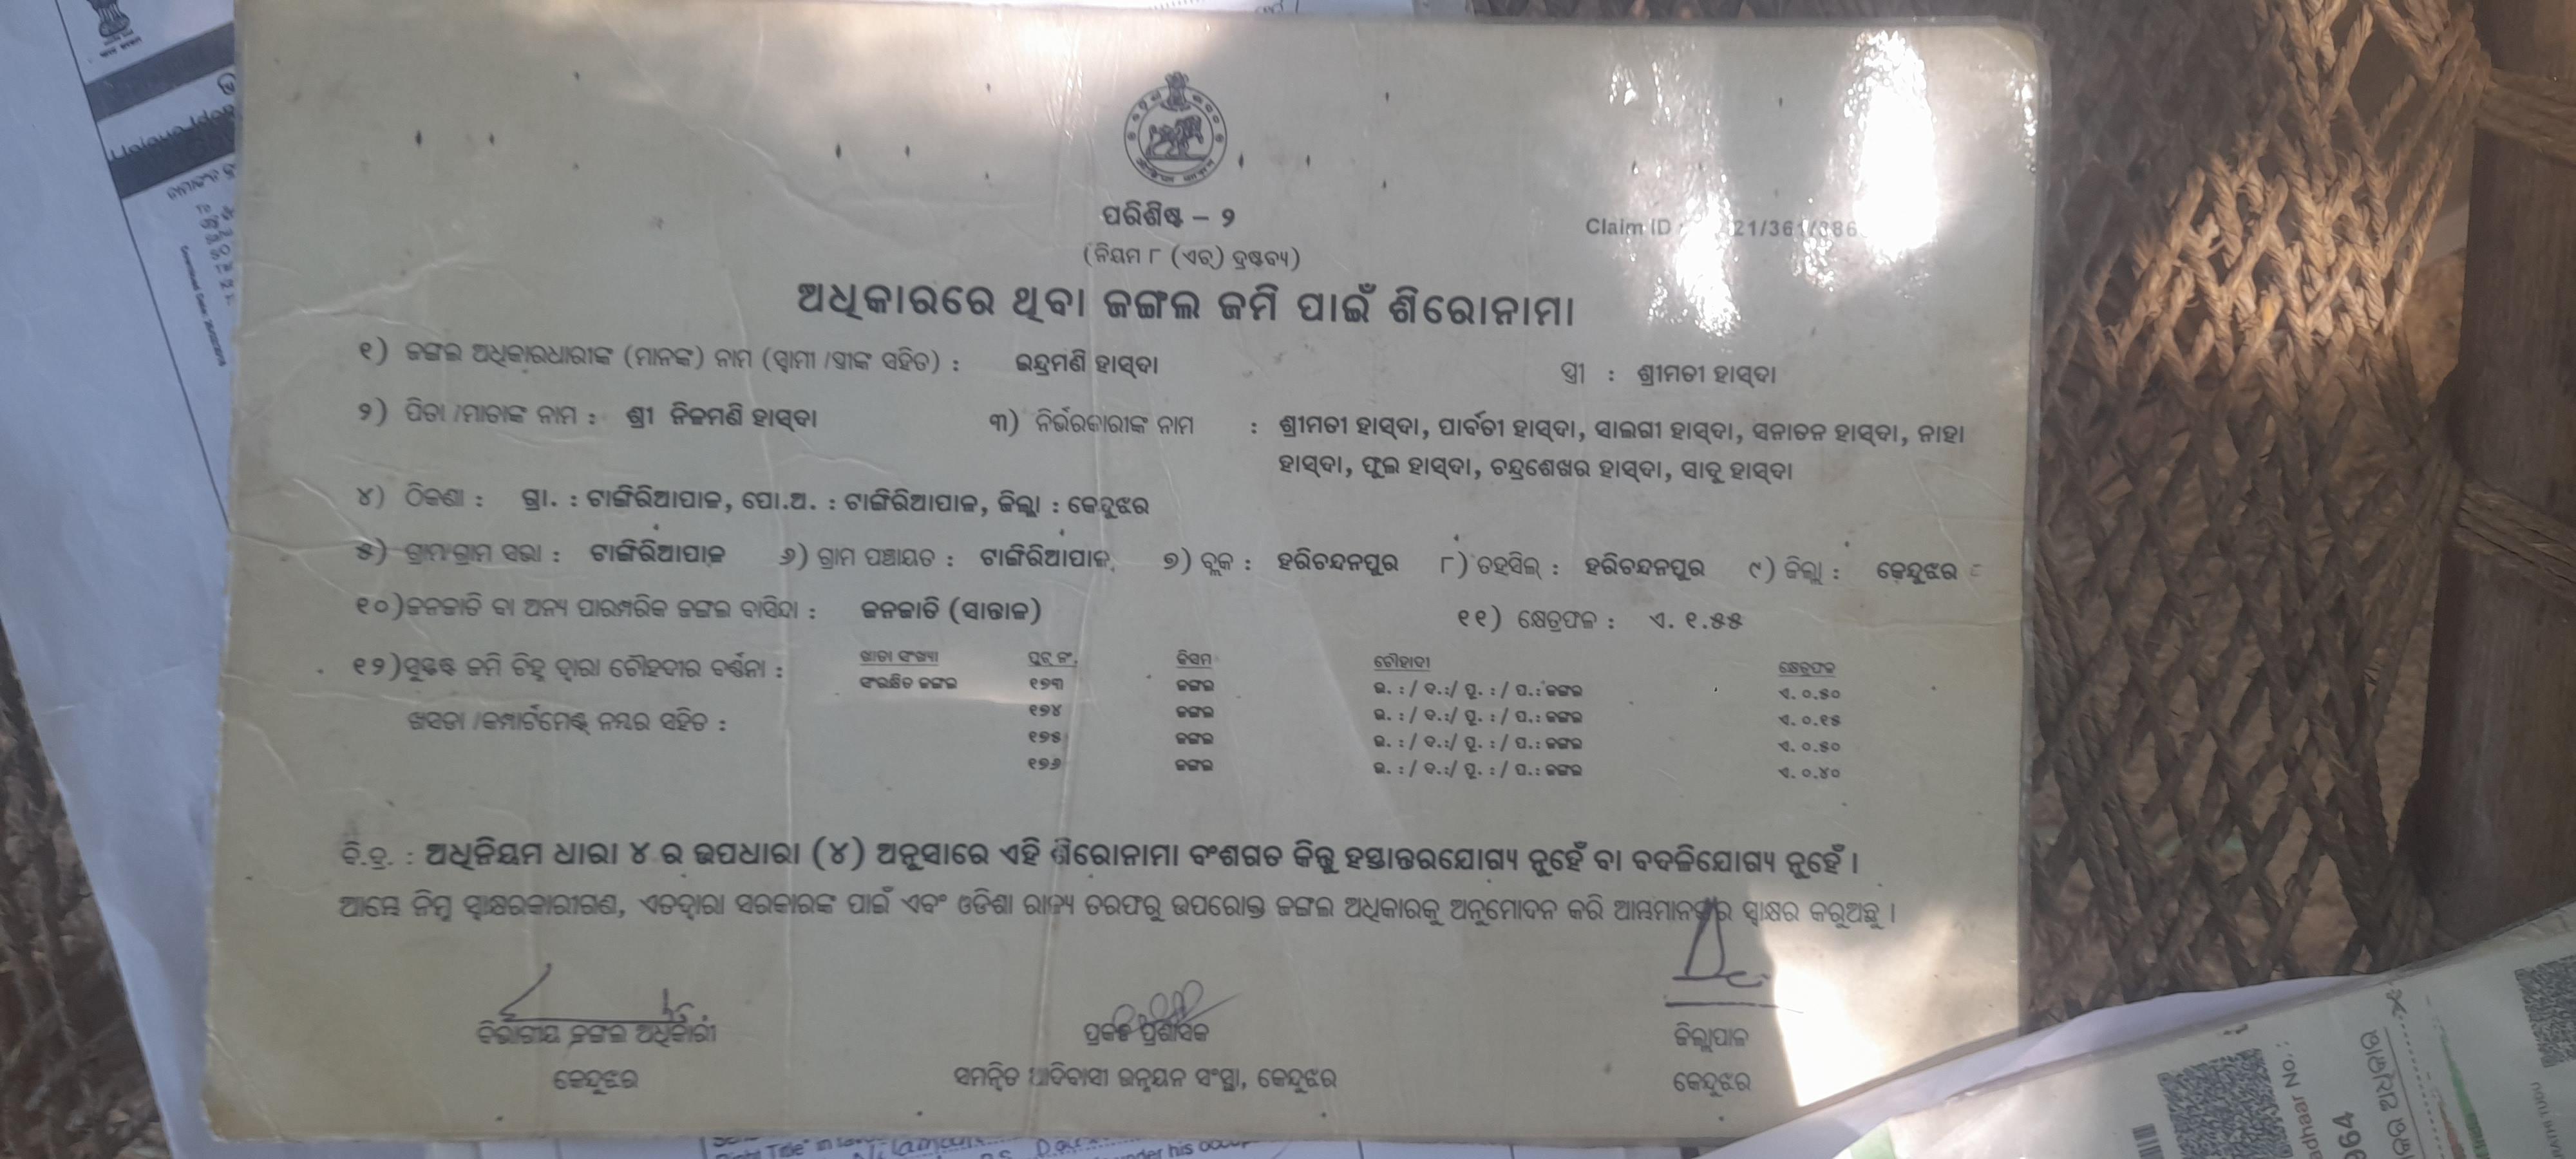 ପରିଶିଷ୍ଟ – ୨
Claim ID : 21/361/
(ନିୟମ ୮ (ଏଚ୍) ଦ୍ରଷ୍ଟବ୍ୟ)
ଅଧିକାରରେ ଥିବା ଜଙ୍ଗଲ ଜମି ପାଇଁ ଶିରୋନାମା
୧) ଜଙ୍ଗଲ ଅଧିକାରଧାରୀଙ୍କ (ମାନଙ୍କ) ନାମ (ସ୍ୱାମୀ /ସ୍ତ୍ରୀଙ୍କ ସହିତ) : ଇନ୍ଦ୍ରମଣି ହାସ୍‌ଦା ସ୍ତ୍ରୀ : ଶ୍ରୀମତୀ ହାସ୍‌ଦା
୨) ପିତା /ମାତାଙ୍କ ନାମ : ଶ୍ରୀ ନିଳମଣି ହାସ୍‌ଦା ୩) ନିର୍ଭରକାରୀଙ୍କ ନାମ : ଶ୍ରୀମତୀ ହାସ୍‌ଦା, ପାର୍ବତୀ ହାସ୍‌ଦା, ସାଲଗୀ ହାସ୍‌ଦା, ସନାତନ ହାସ୍‌ଦା, ନାହା
ହାସ୍‌ଦା, ଫୁଲ ହାସ୍‌ଦା, ଚନ୍ଦ୍ରଶେଖର ହାସ୍‌ଦା, ସାଦୁ ହାସ୍‌ଦା
୪) ଠିକଣା : ଗ୍ରା. : ଟାଙ୍ଗିରିଆପାଳ, ପୋ.ଅ. : ଟାଙ୍ଗିରିଆପାଳ, ଜିଲ୍ଲା : କେନ୍ଦୁଝର
୫) ଗ୍ରାମ/ଗ୍ରାମ ସଭା : ଟାଙ୍ଗିରିଆପାଳ ୬) ଗ୍ରାମ ପଞ୍ଚାୟତ : ଟାଙ୍ଗିରିଆପାଳ ୭) ବ୍ଲକ : ହରିଚନ୍ଦନପୁର ୮) ତହସିଲ୍ : ହରିଚନ୍ଦନପୁର ୯) ଜିଲ୍ଲା : କେନ୍ଦୁଝର
୧୦)ଜନଜାତି ବା ଅନ୍ୟ ପାରମ୍ପରିକ ଜଙ୍ଗଲ ବାସିନ୍ଦା : ଜନଜାତି (ସାନ୍ତାଳ) ୧୧) କ୍ଷେତ୍ରଫଳ : ଏ. ୧.୫୫
୧୨)ସୁସ୍ପଷ୍ଟ ଜମି ଚିହ୍ନ ଦ୍ୱାରା ଚୌହଦୀର ବର୍ଣ୍ଣନା : ଖାତା ସଂଖ୍ୟା ପ୍ଲଟ୍ ନଂ. କିସମ ଚୌହାଦୀ କ୍ଷେତ୍ରଫଳ
ସଂରକ୍ଷିତ ଜଙ୍ଗଲ ୧୭୩ ଜଙ୍ଗଲ ଉ. : / ଦ.:/ ପୂ. : / ପ.: ଜଙ୍ଗଲ ଏ. ୦.୫୦
ଖସଡା /କମ୍ପାର୍ଟମେଣ୍ଟ୍ ନମ୍ବର ସହିତ : ୧୭୪ ଜଙ୍ଗଲ ଉ. : / ଦ.:/ ପୂ. : / ପ.: ଜଙ୍ଗଲ ଏ. ୦.୧୫
୧୭୫ ଜଙ୍ଗଲ ଉ. : / ଦ.:/ ପୂ. : / ପ.: ଜଙ୍ଗଲ ଏ. ୦.୫୦
୧୭୬ ଜଙ୍ଗଲ ଉ. : / ଦ.:/ ପୂ. : / ପ.: ଜଙ୍ଗଲ ଏ. ୦.୪୦
ବି.ଦ୍ର. : ଅଧିନିୟମ ଧାରା ୪ ର ଉପଧାରା (୪) ଅନୁସାରେ ଏହି ଶିରୋନାମା ବଂଶଗତ କିନ୍ତୁ ହସ୍ତାନ୍ତରଯୋଗ୍ୟ ନୁହେଁ ବା ବଦଳିଯୋଗ୍ୟ ନୁହେଁ ।
ଆମ୍ଭେ ନିମ୍ନ ସ୍ୱାକ୍ଷରକାରୀଗଣ, ଏତଦ୍ଦ୍ୱାରା ସରକାରଙ୍କ ପାଇଁ ଏବଂ ଓଡିଶା ରାଜ୍ୟ ତରଫରୁ ଉପରୋକ୍ତ ଜଙ୍ଗଲ ଅଧିକାରକୁ ଅନୁମୋଦନ କରି ଆମ୍ଭମାନଙ୍କର ସ୍ୱାକ୍ଷର କରୁଅଛୁ ।
ବିଭାଗୀୟ ଜଙ୍ଗଲ ଅଧିକାରୀ ପ୍ରକଳ୍ପ ପ୍ରଶାସକ ଜିଲ୍ଲାପାଳ
କେନ୍ଦୁଝର ସମନ୍ୱିତ ଆଦିବାସୀ ଉନ୍ନୟନ ସଂସ୍ଥା, କେନ୍ଦୁଝର କେନ୍ଦୁଝର